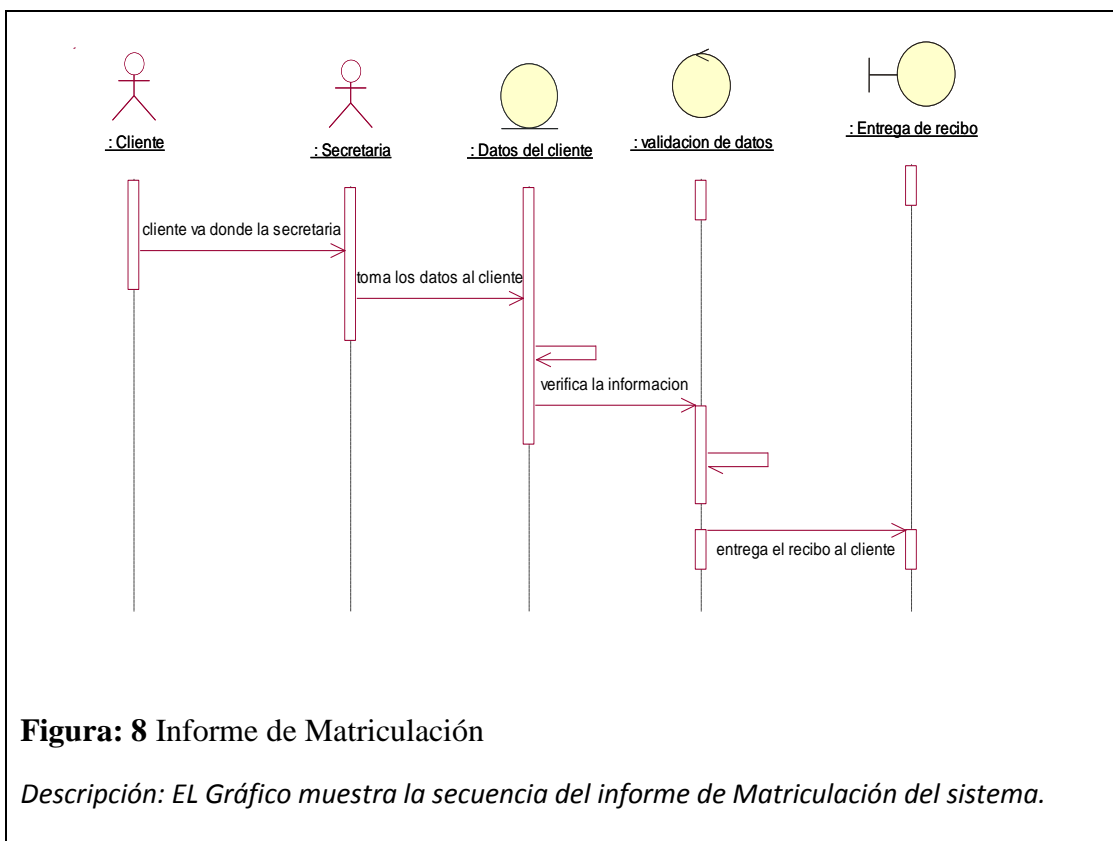 : Cliente
: Secretaria
: Datos del cliente
: validacion de datos
: Entrega de recibo
cliente va donde la secretaria
toma los datos al cliente
verifica la informacion
entrega el recibo al cliente
Figura: 8 Informe de Matriculación
Descripción: EL Gráfico muestra la secuencia del informe de Matriculación del sistema.